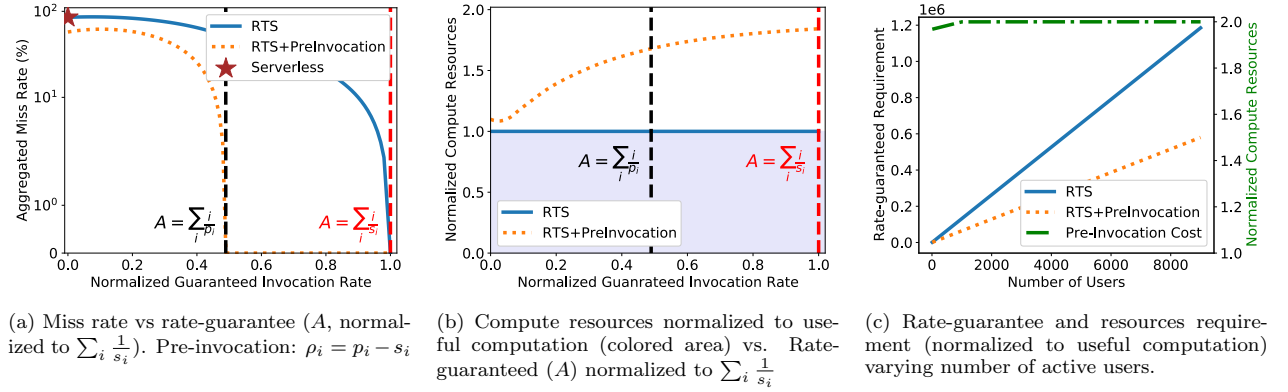 10²
10¹
10⁰
0
Aggregated Miss Rate (%)
RTS
RTS+PreInvocation
Serverless
A = ∑ᵢ i/pᵢ
A = ∑ᵢ i/sᵢ
0.0 0.2 0.4 0.6 0.8 1.0
Normalized Guaranteed Invocation Rate
(a) Miss rate vs rate-guarantee (A, normal-
ized to ∑ᵢ 1/sᵢ). Pre-invocation: ρᵢ = pᵢ − sᵢ
2.0
1.5
1.0
0.5
0.0
Normalized Compute Resources
A = ∑ᵢ i/pᵢ
A = ∑ᵢ i/sᵢ
RTS
RTS+PreInvocation
0.0 0.2 0.4 0.6 0.8 1.0
Normalized Guanrateed Invocation Rate
(b) Compute resources normalized to use-
ful computation (colored area) vs. Rate-
guaranteed (A) normalized to ∑ᵢ 1/sᵢ
1e6
1.2
1.0
0.8
0.6
0.4
0.2
0.0
Rate-guaranteed Requirement
RTS
RTS+PreInvocation
Pre-Invocation Cost
2.0
1.8
1.6
1.4
1.2
1.0
Normalized Compute Resources
0 2000 4000 6000 8000
Number of Users
(c) Rate-guarantee and resources require-
ment (normalized to useful computation)
varying number of active users.